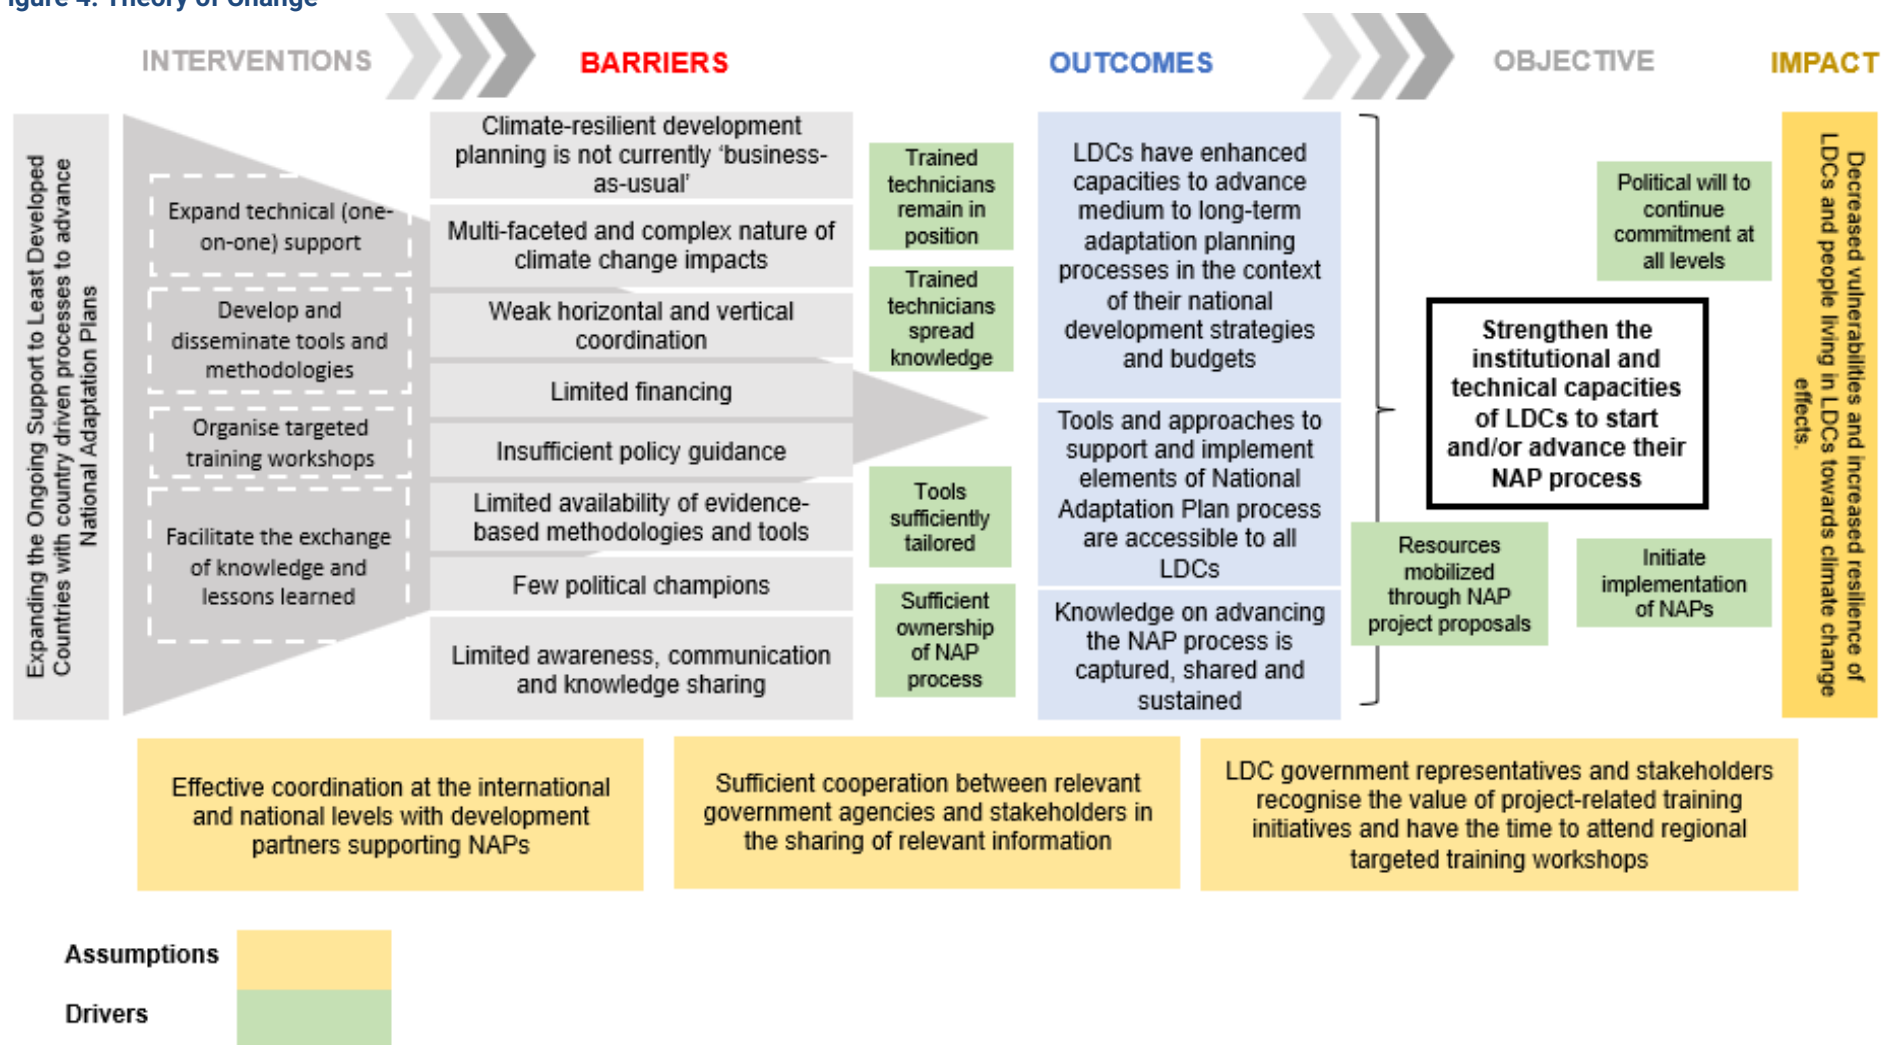 igure 4: Theory of Change
INTERVENTIONS
BARRIERS
OUTCOMES
OBJECTIVE
IMPACT
Expanding the Ongoing Support to Least Developed
Countries with country driven processes to advance
National Adaptation Plans
Expand technical (one-
on-one) support
Develop and
disseminate tools and
methodologies
Organise targeted
training workshops
Facilitate the exchange
of knowledge and
lessons learned
Climate-resilient development
planning is not currently ‘business-
as-usual’
Multi-faceted and complex nature of
climate change impacts
Weak horizontal and vertical
coordination
Limited financing
Insufficient policy guidance
Limited availability of evidence-
based methodologies and tools
Few political champions
Limited awareness, communication
and knowledge sharing
Trained
technicians
remain in
position
Trained
technicians
spread
knowledge
Tools
sufficiently
tailored
Sufficient
ownership
of NAP
process
LDCs have enhanced
capacities to advance
medium to long-term
adaptation planning
processes in the context
of their national
development strategies
and budgets
Tools and approaches to
support and implement
elements of National
Adaptation Plan process
are accessible to all
LDCs
Knowledge on advancing
the NAP process is
captured, shared and
sustained
Political will to
continue
commitment at
all levels
Strengthen the
institutional and
technical capacities
of LDCs to start
and/or advance their
NAP process
Resources
mobilized
through NAP
project proposals
Initiate
implementation
of NAPs
Decreased vulnerabilities and increased resilience of
LDCs and people living in LDCs towards climate change
effects.
Effective coordination at the international
and national levels with development
partners supporting NAPs
Sufficient cooperation between relevant
government agencies and stakeholders in
the sharing of relevant information
LDC government representatives and stakeholders
recognise the value of project-related training
initiatives and have the time to attend regional
targeted training workshops
Assumptions
Drivers